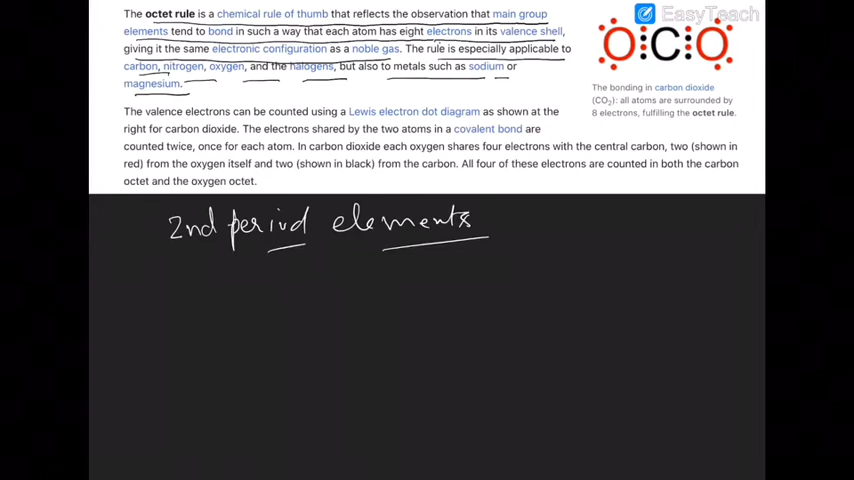 The octet rule is a chemical rule of thumb that reflects the observation that main group
elements tend to bond in such a way that each atom has eight electrons in its valence shell,
giving it the same electronic configuration as a noble gas. The rule is especially applicable to
carbon, nitrogen, oxygen, and the halogens, but also to metals such as sodium or
magnesium.
The valence electrons can be counted using a Lewis electron dot diagram as shown at the
right for carbon dioxide. The electrons shared by the two atoms in a covalent bond are
counted twice, once for each atom. In carbon dioxide each oxygen shares four electrons with the central carbon, two (shown in
red) from the oxygen itself and two (shown in black) from the carbon. All four of these electrons are counted in both the carbon
octet and the oxygen octet.
EasyTeach
O C O
The bonding in carbon dioxide
(CO₂): all atoms are surrounded by
8 electrons, fulfilling the octet rule.
2nd period elements